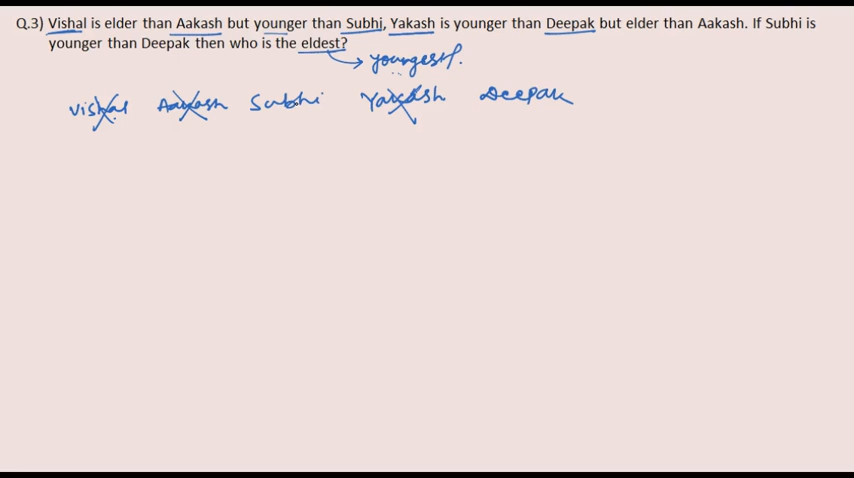 Q.3) Vishal is elder than Aakash but younger than Subhi, Yakash is younger than Deepak but elder than Aakash. If Subhi is
younger than Deepak then who is the eldest?
youngest.
Vishal Aakash Subhi Yakash Deepak